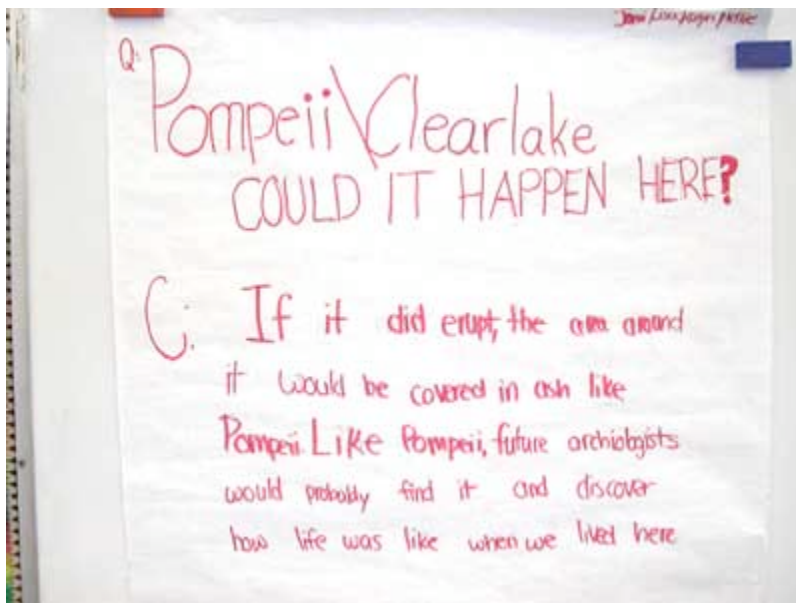 Q:
Pompeii\Clearlake
COULD IT HAPPEN HERE?
C: If it did erupt, the area around
it would be covered in ash like
Pompeii. Like Pompeii, future archiologists
would probably find it and discover
how life was like when we lived here